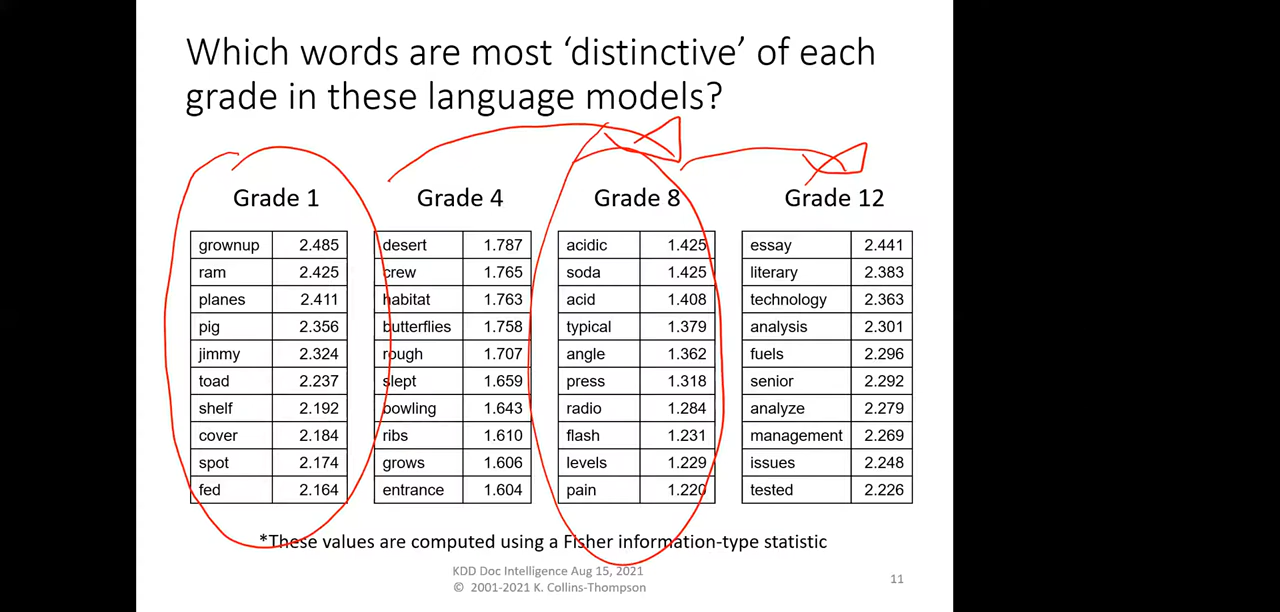 Which words are most ‘distinctive’ of each
grade in these language models?
Grade 1 Grade 4 Grade 8 Grade 12
grownup 2.485 desert 1.787 acidic 1.425 essay 2.441
ram 2.425 crew 1.765 soda 1.425 literary 2.383
planes 2.411 habitat 1.763 acid 1.408 technology 2.363
pig 2.356 butterflies 1.758 typical 1.379 analysis 2.301
jimmy 2.324 rough 1.707 angle 1.362 fuels 2.296
toad 2.237 slept 1.659 press 1.318 senior 2.292
shelf 2.192 bowling 1.643 radio 1.284 analyze 2.279
cover 2.184 ribs 1.610 flash 1.231 management 2.269
spot 2.174 grows 1.606 levels 1.229 issues 2.248
fed 2.164 entrance 1.604 pain 1.220 tested 2.226
*These values are computed using a Fisher information-type statistic
KDD Doc Intelligence Aug 15, 2021
© 2001-2021 K. Collins-Thompson
11